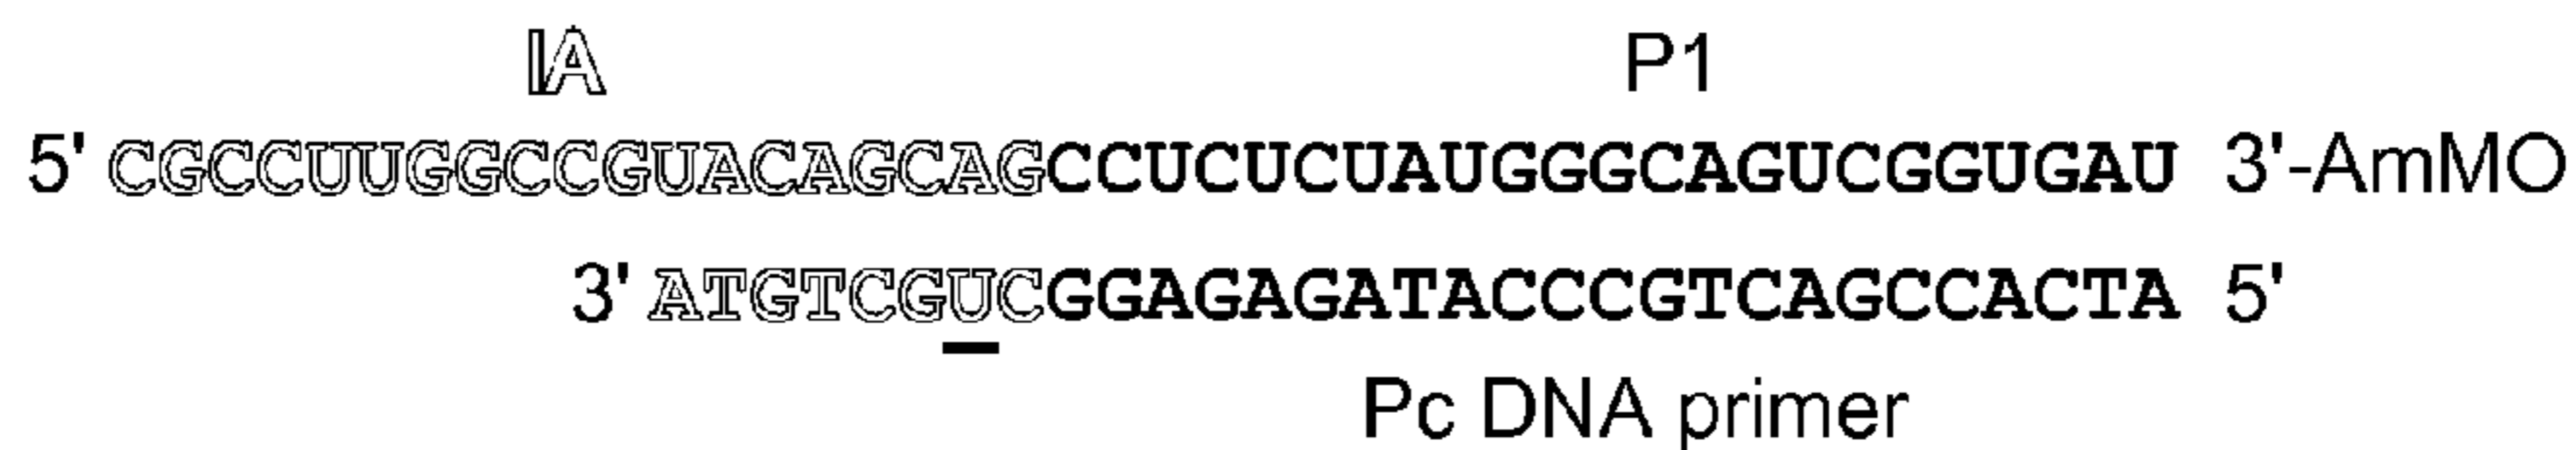 IA P1
5' CGCCUUGGCCGUACAGCAGCCUCUCUAUGGGCAGUCGGUGAU 3'-AmMO
3' ATGTCGUCGGAGAGATACCCGTCAGCCACTA 5'
Pc DNA primer